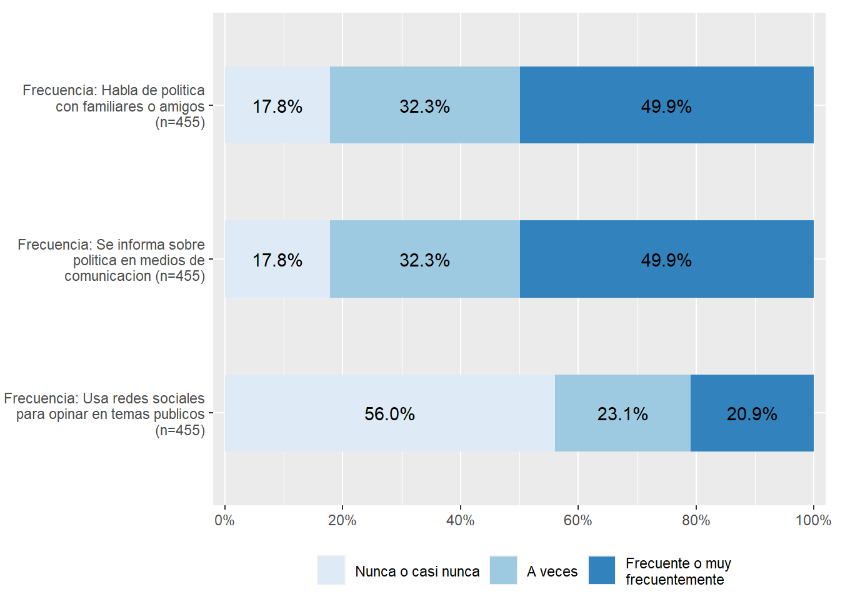 Frecuencia: Habla de politica
con familiares o amigos
(n=455)
17.8%
32.3%
49.9%
Frecuencia: Se informa sobre
politica en medios de
comunicacion (n=455)
17.8%
32.3%
49.9%
Frecuencia: Usa redes sociales
para opinar en temas publicos
(n=455)
56.0%
23.1%
20.9%
0%
20%
40%
60%
80%
100%
Nunca o casi nunca
A veces
Frecuente o muy
frecuentemente